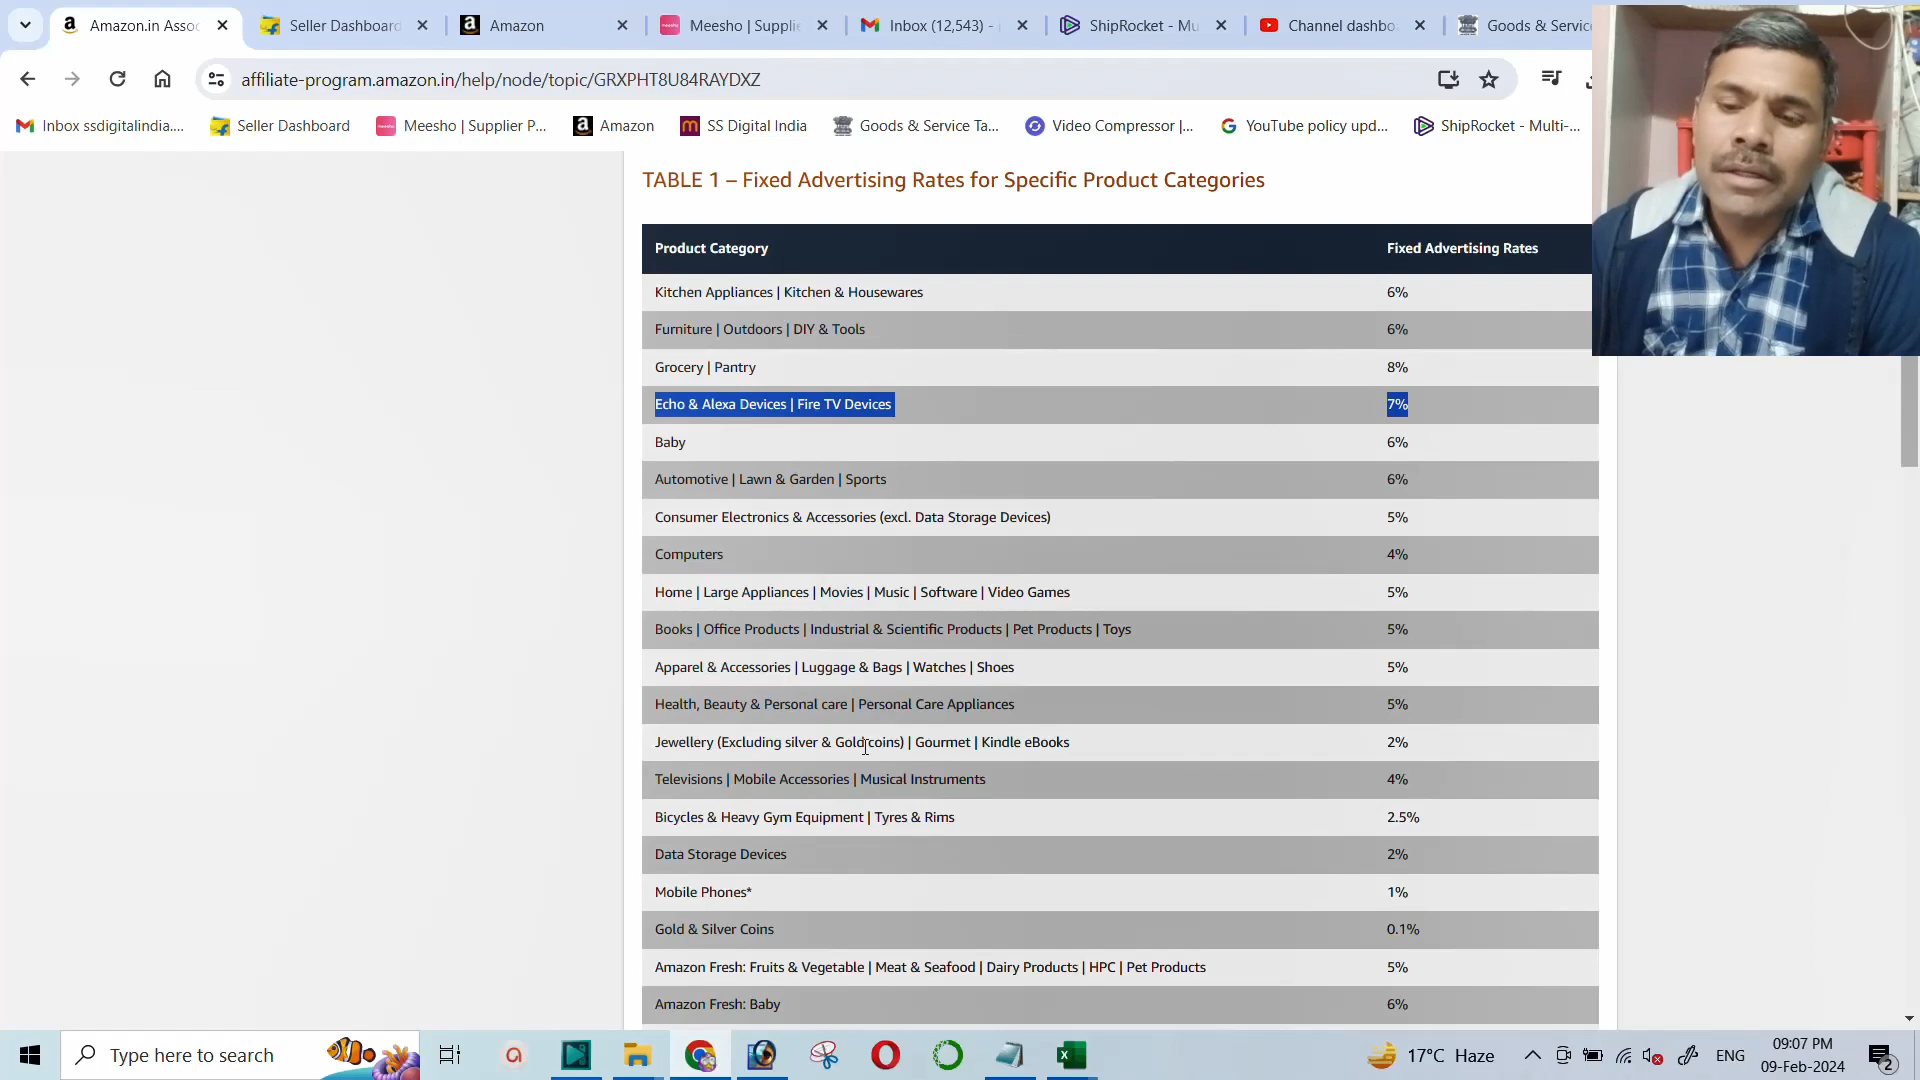 Amazon.in Assoc
Seller Dashboard
Amazon
Meesho | Supplie
Inbox (12,543) -
ShipRocket - Mu
Channel dashbo
Goods & Servic
affiliate-program.amazon.in/help/node/topic/GRXPHT8U84RAYDXZ
Inbox ssdigitalindia....
Seller Dashboard
Meesho | Supplier P...
Amazon
SS Digital India
Goods & Service Ta...
Video Compressor |...
YouTube policy upd...
ShipRocket - Multi-...
TABLE 1 – Fixed Advertising Rates for Specific Product Categories
Product Category Fixed Advertising Rates
Kitchen Appliances | Kitchen & Housewares 6%
Furniture | Outdoors | DIY & Tools 6%
Grocery | Pantry 8%
Echo & Alexa Devices | Fire TV Devices 7%
Baby 6%
Automotive | Lawn & Garden | Sports 6%
Consumer Electronics & Accessories (excl. Data Storage Devices) 5%
Computers 4%
Home | Large Appliances | Movies | Music | Software | Video Games 5%
Books | Office Products | Industrial & Scientific Products | Pet Products | Toys 5%
Apparel & Accessories | Luggage & Bags | Watches | Shoes 5%
Health, Beauty & Personal care | Personal Care Appliances 5%
Jewellery (Excluding silver & Gold coins) | Gourmet | Kindle eBooks 2%
Televisions | Mobile Accessories | Musical Instruments 4%
Bicycles & Heavy Gym Equipment | Tyres & Rims 2.5%
Data Storage Devices 2%
Mobile Phones* 1%
Gold & Silver Coins 0.1%
Amazon Fresh: Fruits & Vegetable | Meat & Seafood | Dairy Products | HPC | Pet Products 5%
Amazon Fresh: Baby 6%
Type here to search
17°C Haze
ENG
09:07 PM
09-Feb-2024
2